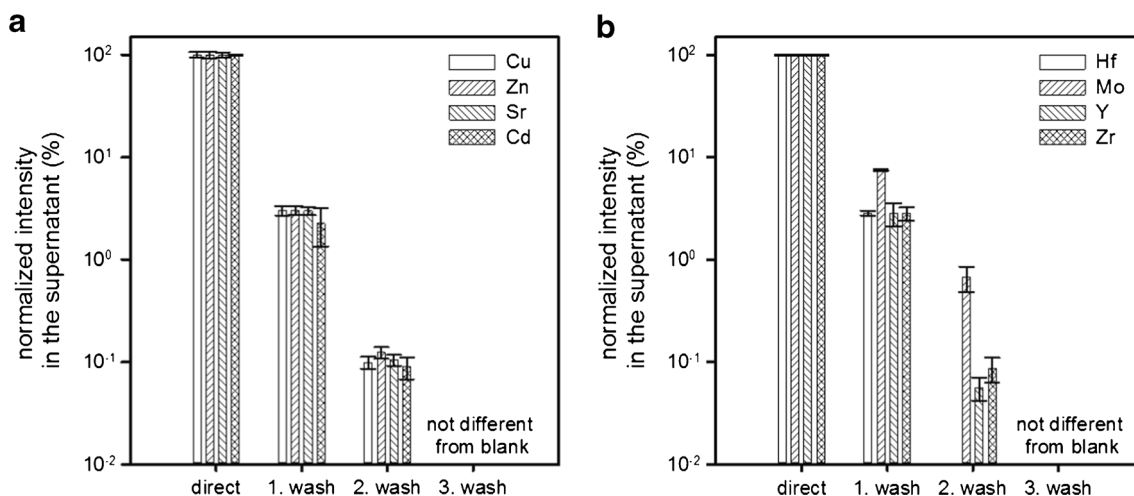 a
normalized intensity
in the supernatant (%)
10²
10¹
10⁰
10⁻¹
10⁻²
Cu
Zn
Sr
Cd
not different
from blank
direct 1. wash 2. wash 3. wash
b
normalized intensity
in the supernatant (%)
10²
10¹
10⁰
10⁻¹
10⁻²
Hf
Mo
Y
Zr
not different
from blank
direct 1. wash 2. wash 3. wash